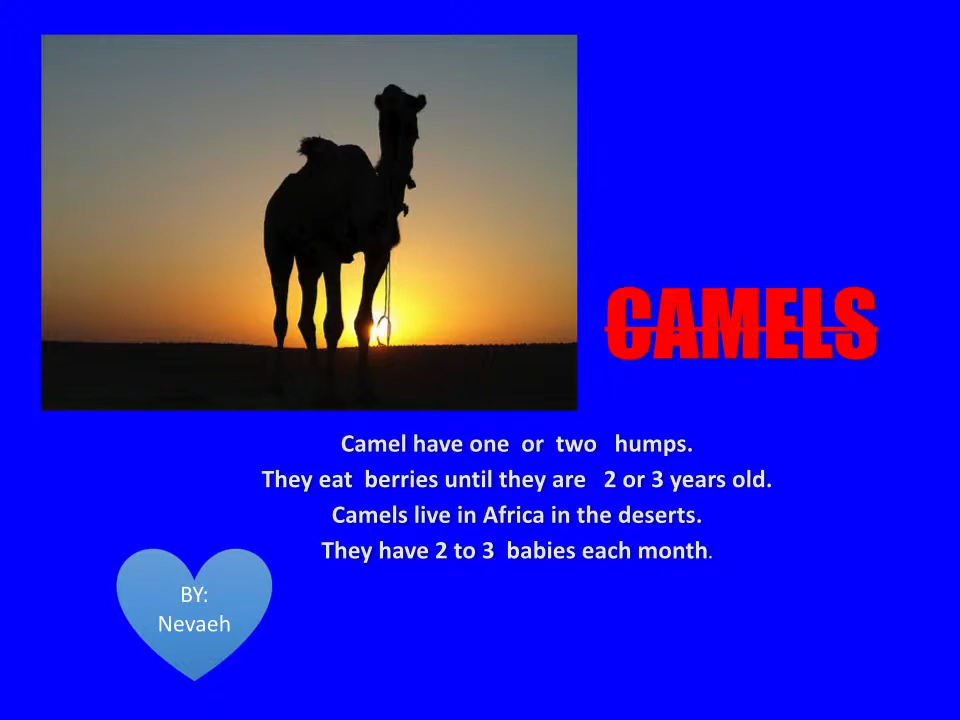 CAMELS
Camel have one or two humps.
They eat berries until they are 2 or 3 years old.
Camels live in Africa in the deserts.
They have 2 to 3 babies each month.
BY:
Nevaeh